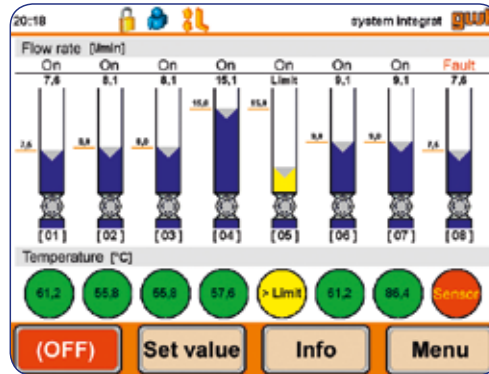 20:18 system integrat gwk
Flow rate [l/min]
On On On On On On On Fault
7,6 8,1 8,1 15,1 Limit 9,1 9,1 7,6
15,0 15,0
7,6 8,0 8,0 9,0 9,0 7,6
[01] [02] [03] [04] [05] [06] [07] [08]
Temperature [°C]
61,2 55,8 55,8 57,6 > Limit 61,2 86,4 Sensor
(OFF) Set value Info Menu